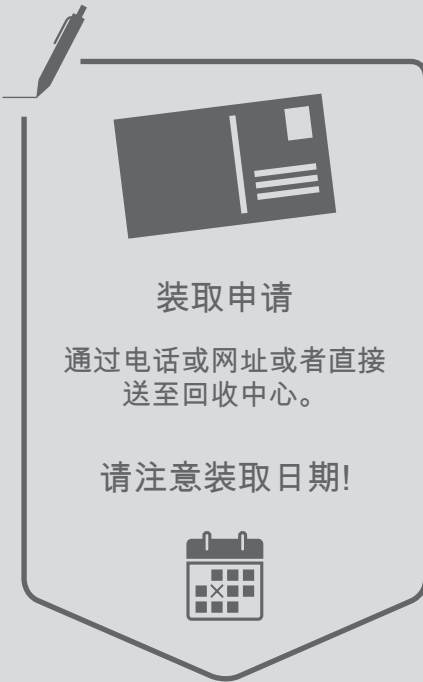 装取申请
通过电话或网址或者直接
送至回收中心。
请注意装取日期!